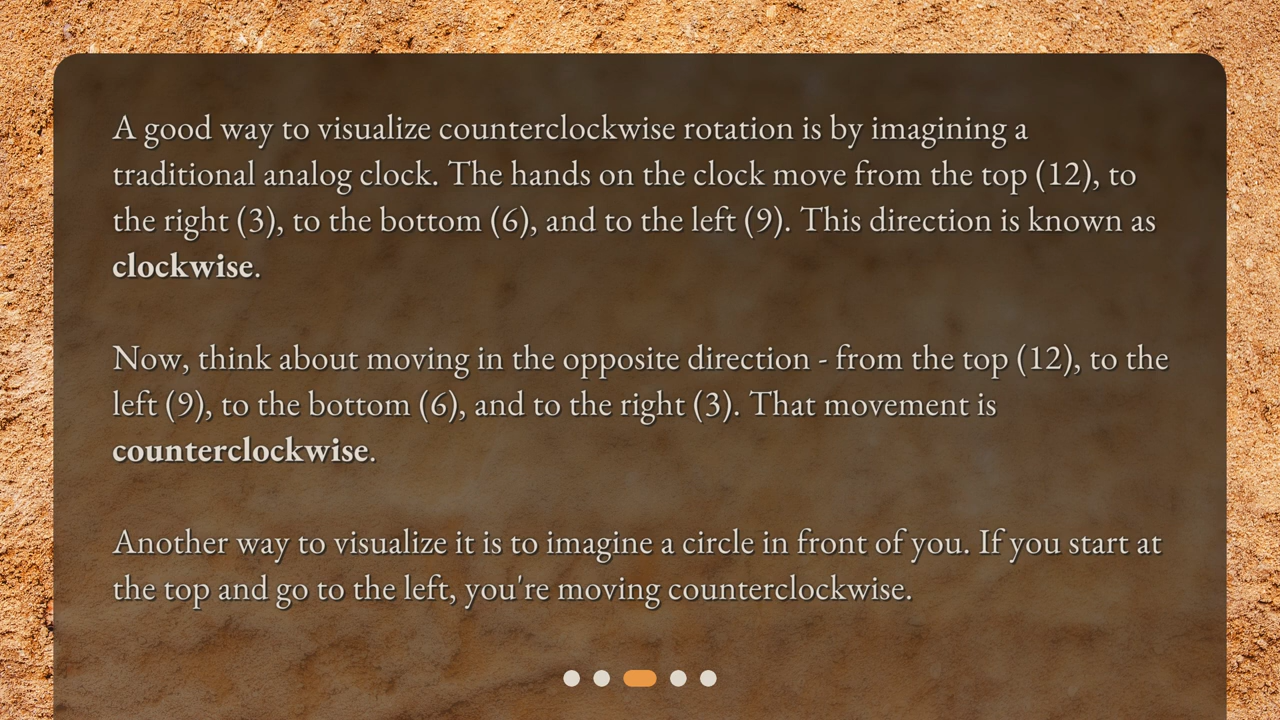 A good way to visualize counterclockwise rotation is by imagining a
traditional analog clock. The hands on the clock move from the top (12), to
the right (3), to the bottom (6), and to the left (9). This direction is known as
clockwise.
Now, think about moving in the opposite direction - from the top (12), to the
left (9), to the bottom (6), and to the right (3). That movement is
counterclockwise.
Another way to visualize it is to imagine a circle in front of you. If you start at
the top and go to the left, you're moving counterclockwise.